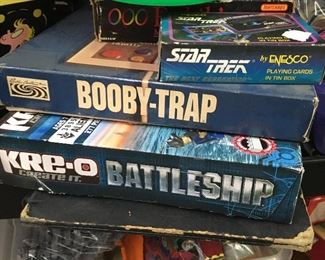 STAR TREK
by ENESCO
THE NEXT GENERATION
PLAYING CARDS
IN TIN BOX
BOOBY-TRAP
KRE-O
CREATE IT.
BATTLESHIP